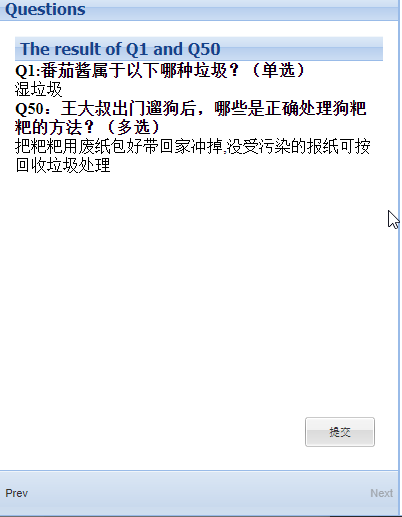 Questions
The result of Q1 and Q50
Q1:番茄酱属于以下哪种垃圾？（单选）
湿垃圾
Q50：王大叔出门遛狗后，哪些是正确处理狗粑
粑的方法？（多选）
把粑粑用废纸包好带回家冲掉,没受污染的报纸可按
回收垃圾处理
提交
Prev
Next